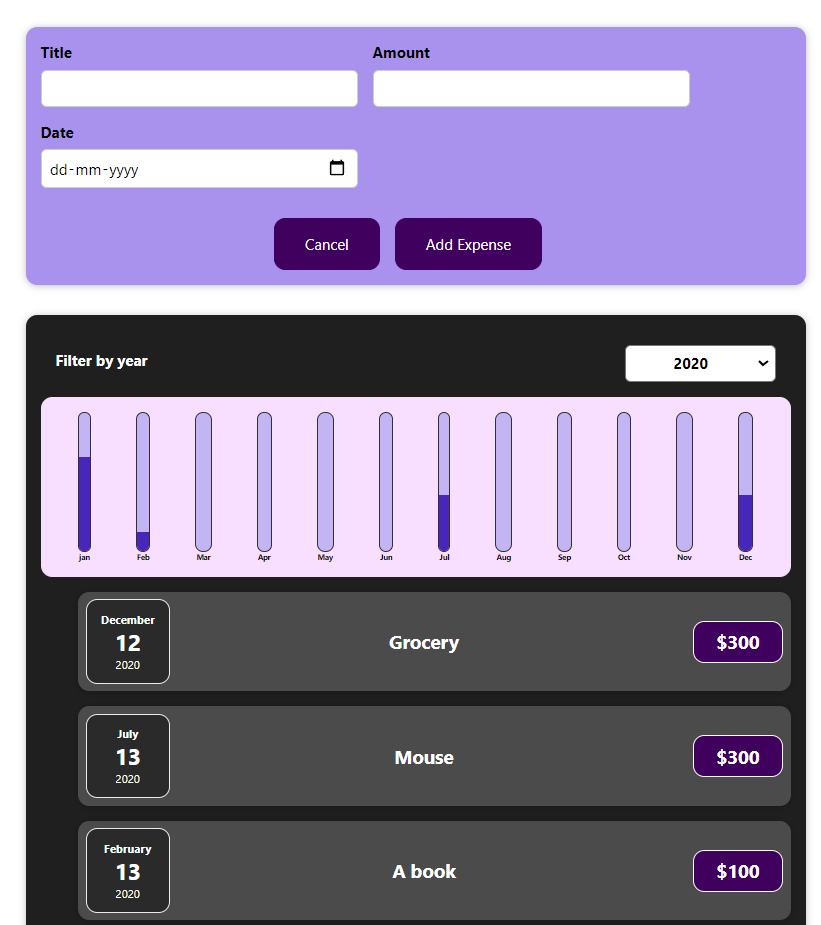 Title Amount
Date
dd-mm-yyyy
Cancel Add Expense
Filter by year 2020
jan Feb Mar Apr May Jun Jul Aug Sep Oct Nov Dec
December
12
2020
Grocery
$300
July
13
2020
Mouse
$300
February
13
2020
A book
$100